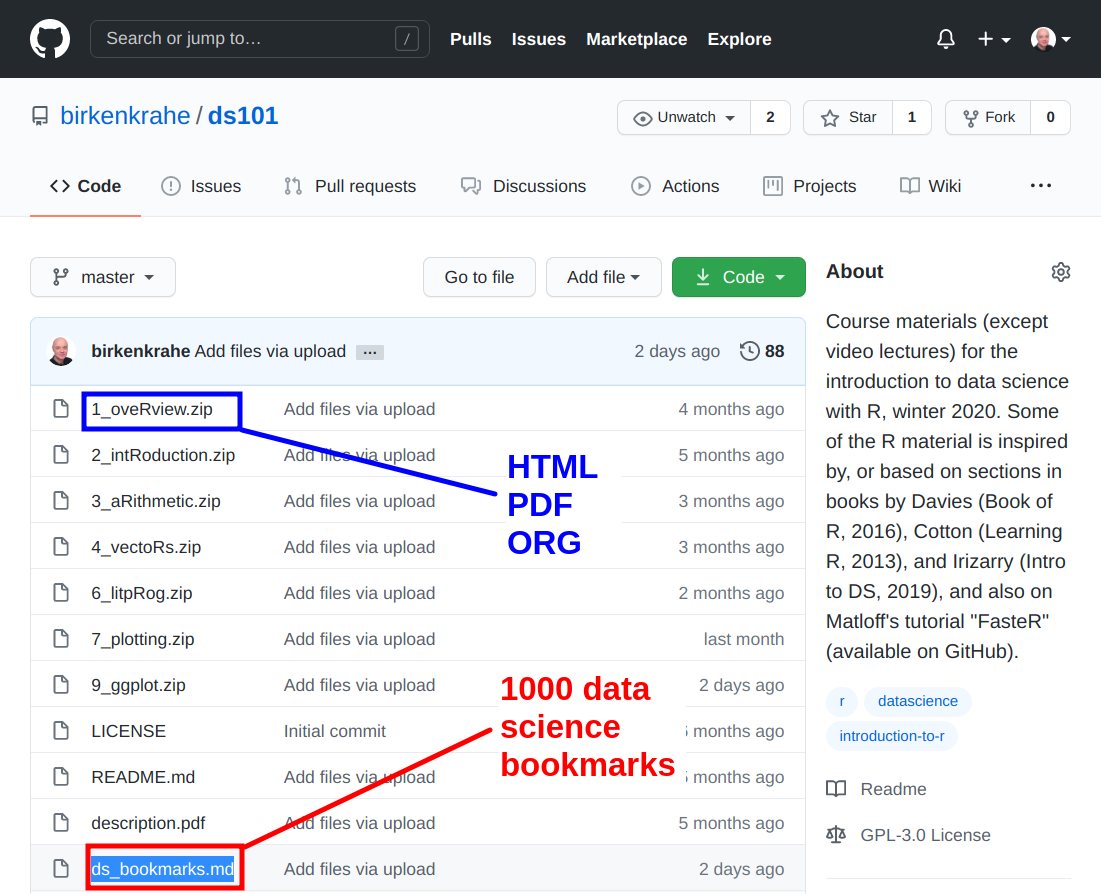 Search or jump to… /
Pulls Issues Marketplace Explore
birkenkrahe / ds101
Unwatch 2 Star 1 Fork 0
Code Issues Pull requests Discussions Actions Projects Wiki
master Go to file Add file Code
birkenkrahe Add files via upload ... 2 days ago 88
1_oveRview.zip Add files via upload 4 months ago
2_intRoduction.zip Add files via upload 5 months ago
3_aRithmetic.zip Add files via upload 3 months ago
4_vectoRs.zip Add files via upload 3 months ago
6_litpRog.zip Add files via upload 2 months ago
7_plotting.zip Add files via upload last month
9_ggplot.zip Add files via upload 2 days ago
LICENSE Initial commit months ago
README.md Add files via upload months ago
description.pdf Add files via upload 5 months ago
ds_bookmarks.md Add files via upload 2 days ago
HTML
PDF
ORG
1000 data
science
bookmarks
About
Course materials (except
video lectures) for the
introduction to data science
with R, winter 2020. Some
of the R material is inspired
by, or based on sections in
books by Davies (Book of
R, 2016), Cotton (Learning
R, 2013), and Irizarry (Intro
to DS, 2019), and also on
Matloff's tutorial "FasteR"
(available on GitHub).
r datascience
introduction-to-r
Readme
GPL-3.0 License